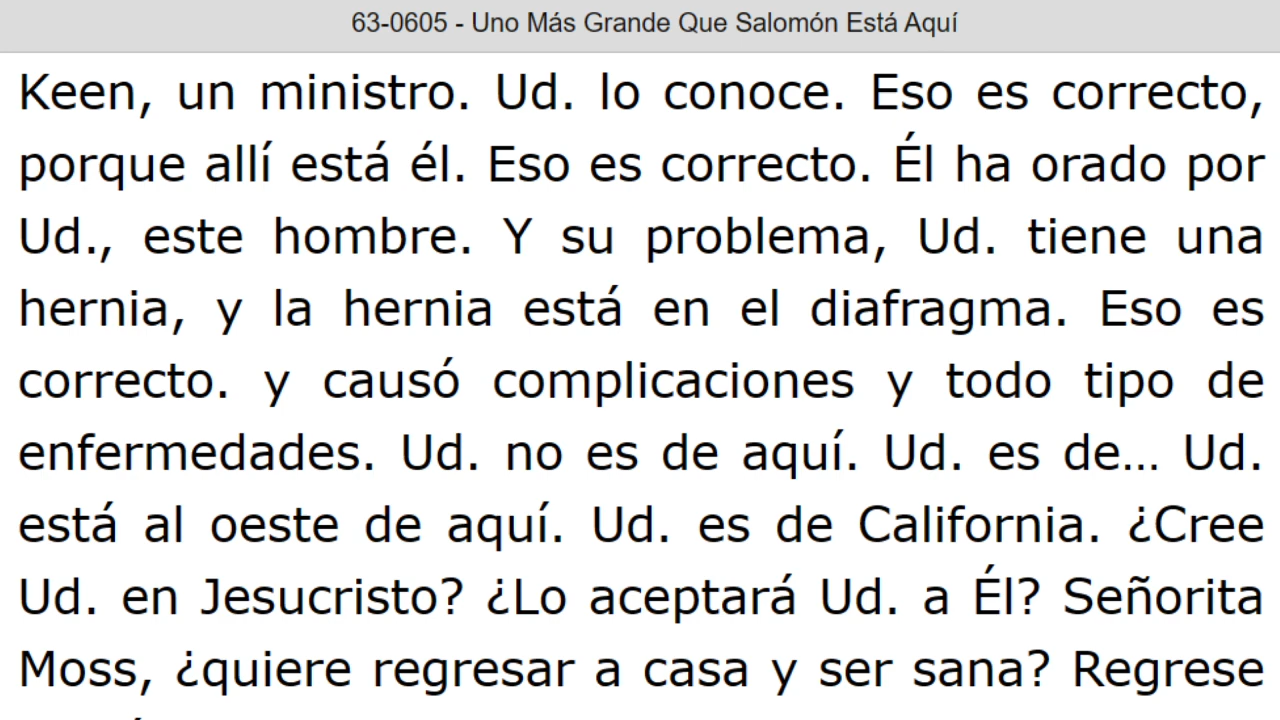 63-0605 - Uno Más Grande Que Salomón Está Aquí
Keen, un ministro. Ud. lo conoce. Eso es correcto,
porque allí está él. Eso es correcto. Él ha orado por
Ud., este hombre. Y su problema, Ud. tiene una
hernia, y la hernia está en el diafragma. Eso es
correcto. y causó complicaciones y todo tipo de
enfermedades. Ud. no es de aquí. Ud. es de... Ud.
está al oeste de aquí. Ud. es de California. ¿Cree
Ud. en Jesucristo? ¿Lo aceptará Ud. a Él? Señorita
Moss, ¿quiere regresar a casa y ser sana? Regrese